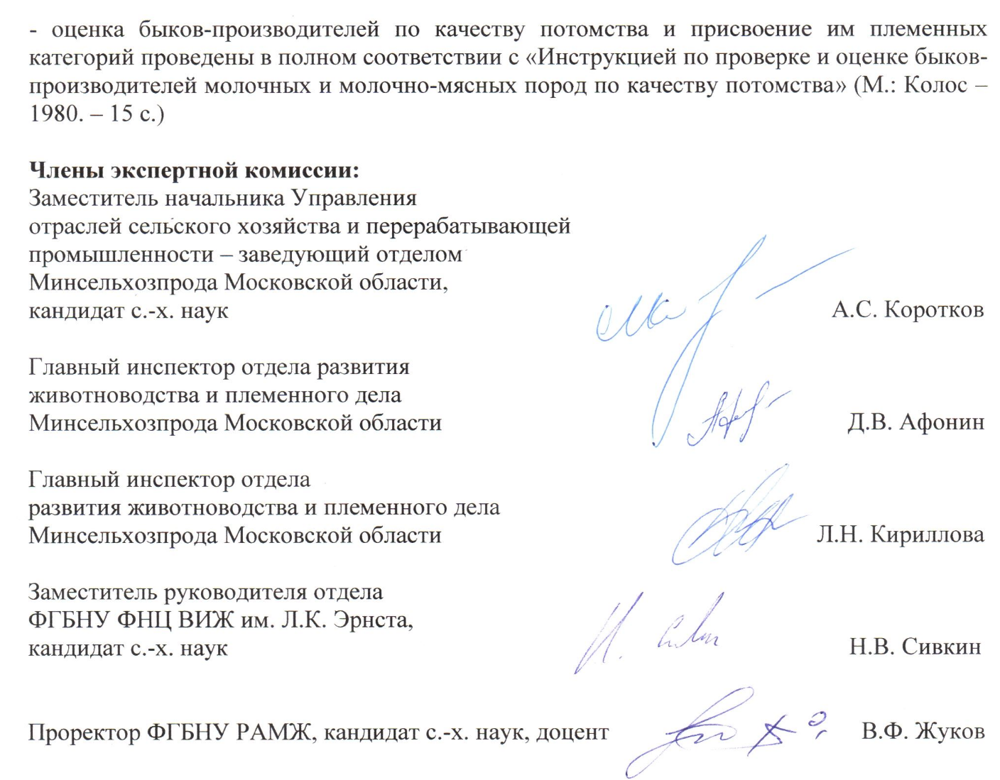 - оценка быков-производителей по качеству потомства и присвоение им племенных
категорий проведены в полном соответствии с «Инструкцией по проверке и оценке быков-
производителей молочных и молочно-мясных пород по качеству потомства» (М.: Колос –
1980. – 15 с.)
Члены экспертной комиссии:
Заместитель начальника Управления
отраслей сельского хозяйства и перерабатывающей
промышленности – заведующий отделом
Минсельхозпрода Московской области,
кандидат с.-х. наук А.С. Коротков
Главный инспектор отдела развития
животноводства и племенного дела
Минсельхозпрода Московской области Д.В. Афонин
Главный инспектор отдела
развития животноводства и племенного дела
Минсельхозпрода Московской области Л.Н. Кириллова
Заместитель руководителя отдела
ФГБНУ ФНЦ ВИЖ им. Л.К. Эрнста,
кандидат с.-х. наук Н.В. Сивкин
Проректор ФГБНУ РАМЖ, кандидат с.-х. наук, доцент В.Ф. Жуков